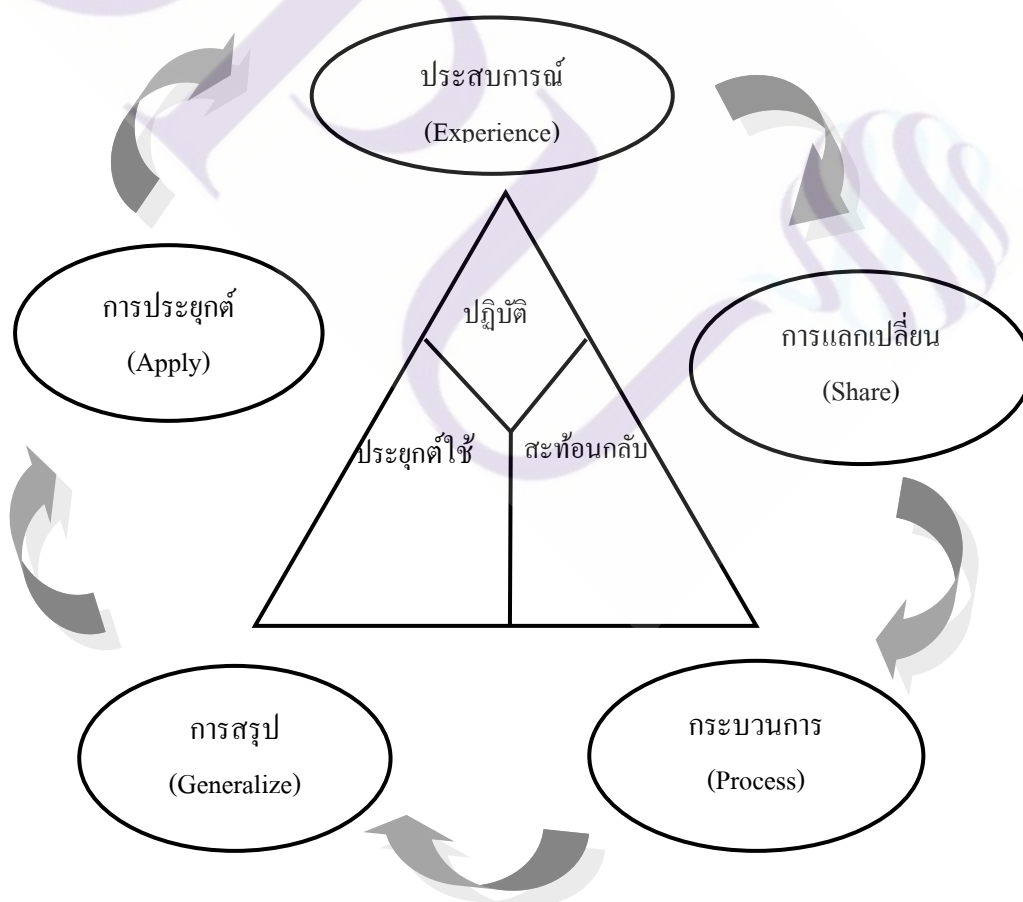 ประสบการณ์
(Experience)
การประยุกต์
(Apply)
ปฏิบัติ
การแลกเปลี่ยน
(Share)
ประยุกต์ใช้
สะท้อนกลับ
การสรุป
(Generalize)
กระบวนการ
(Process)